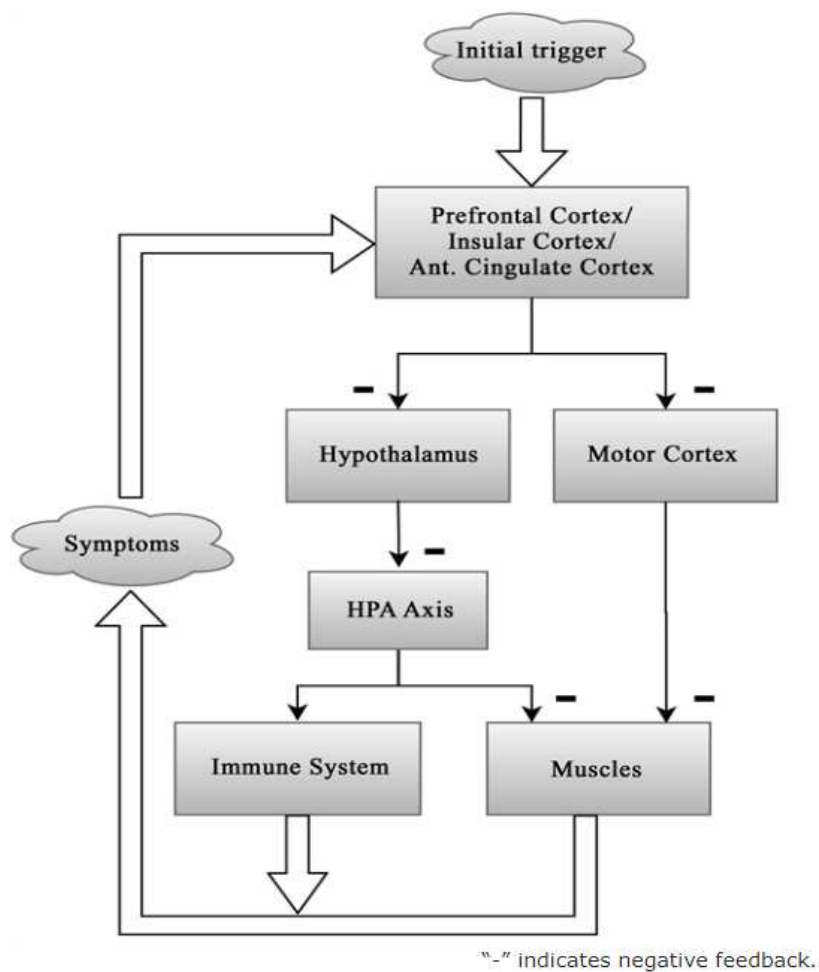 Initial trigger
Prefrontal Cortex/
Insular Cortex/
Ant. Cingulate Cortex
-
-
Hypothalamus
Motor Cortex
Symptoms
-
HPA Axis
-
-
Immune System
Muscles
"-" indicates negative feedback.